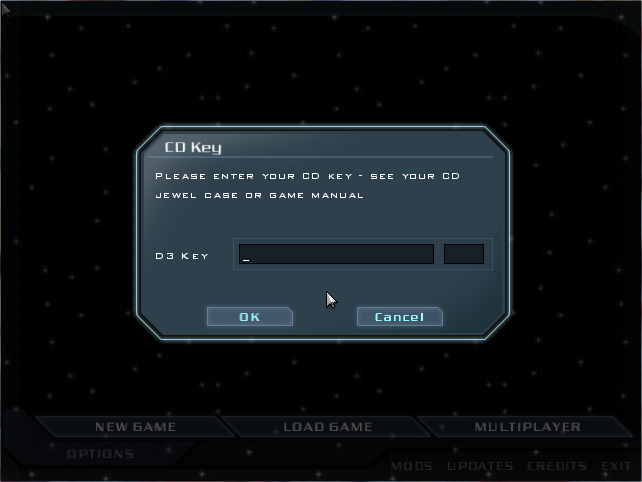 CD Key
Please enter your CD key - see your CD
jewel case or game manual
D3 Key
_
OK Cancel
NEW GAME LOAD GAME MULTIPLAYER
OPTIONS
MODS UPDATES CREDITS EXIT